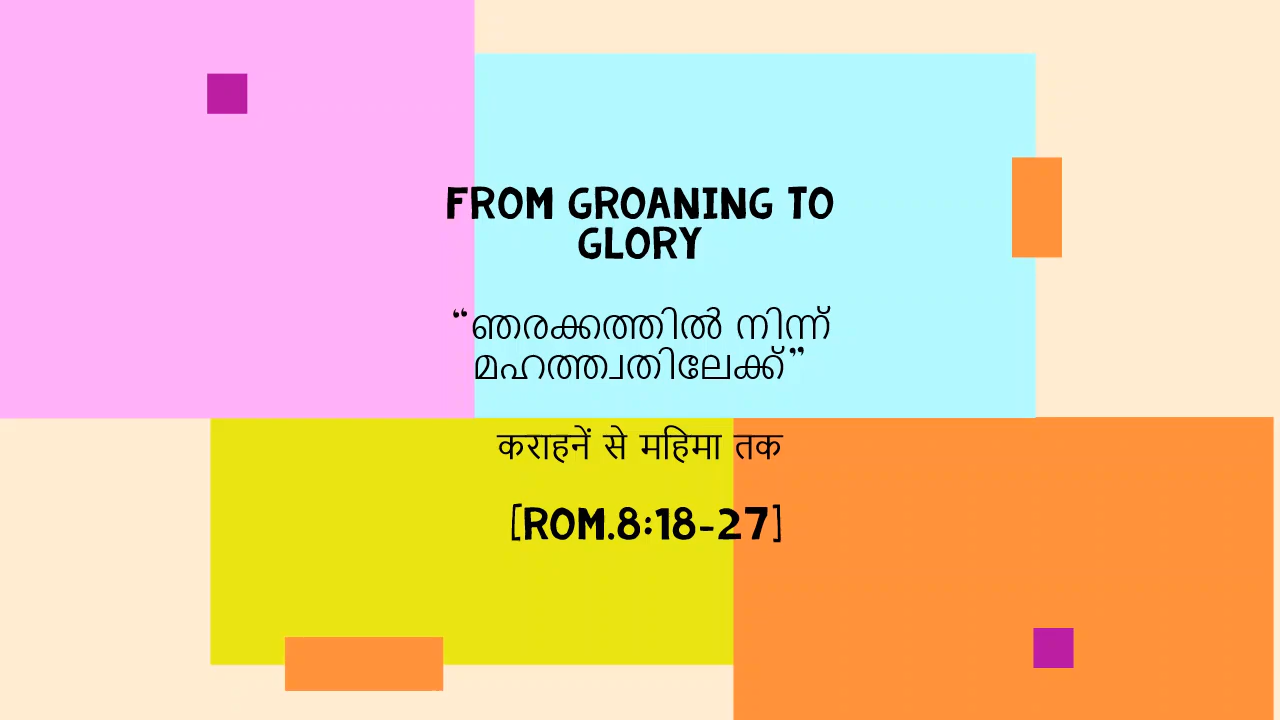 FROM GROANING TO
GLORY
“ഞരക്കത്തിൽ നിന്ന്
മഹത്ത്വതിലേക്ക്”
कराहनें से महिमा तक
[ROM.8:18-27]